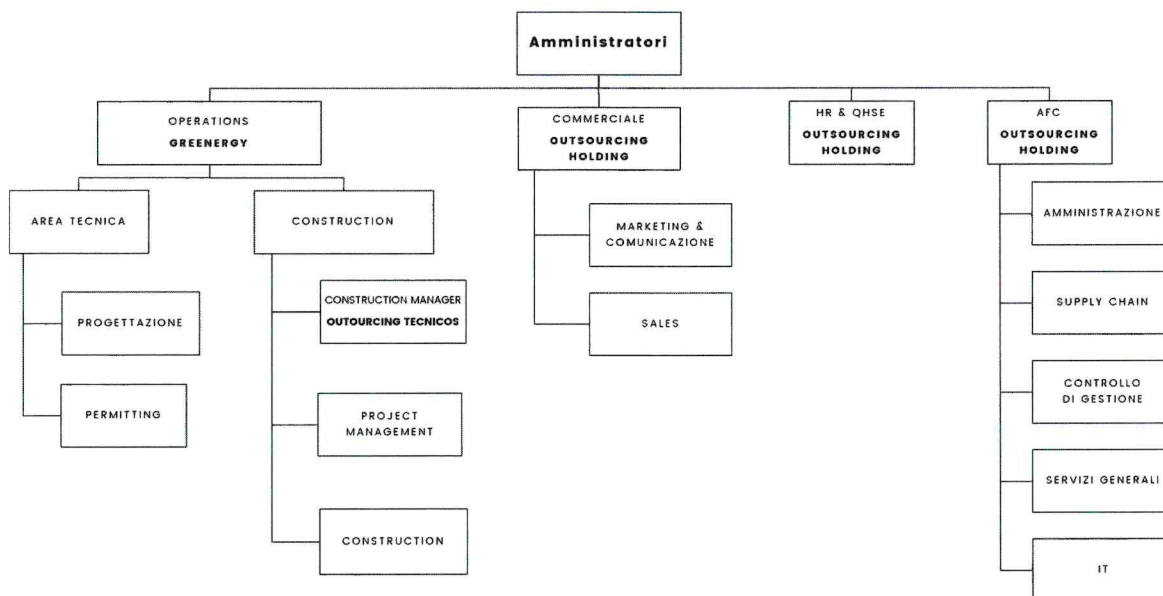 Amministratori
OPERATIONS
GREENERGY
COMMERCIALE
OUTSOURCING
HOLDING
HR & QHSE
OUTSOURCING
HOLDING
AFC
OUTSOURCING
HOLDING
AREA TECNICA
CONSTRUCTION
PROGETTAZIONE
PERMITTING
CONSTRUCTION MANAGER
OUTOURCING TECNICOS
PROJECT
MANAGEMENT
CONSTRUCTION
MARKETING &
COMUNICAZIONE
SALES
AMMINISTRAZIONE
SUPPLY CHAIN
CONTROLLO
DI GESTIONE
SERVIZI GENERALI
IT